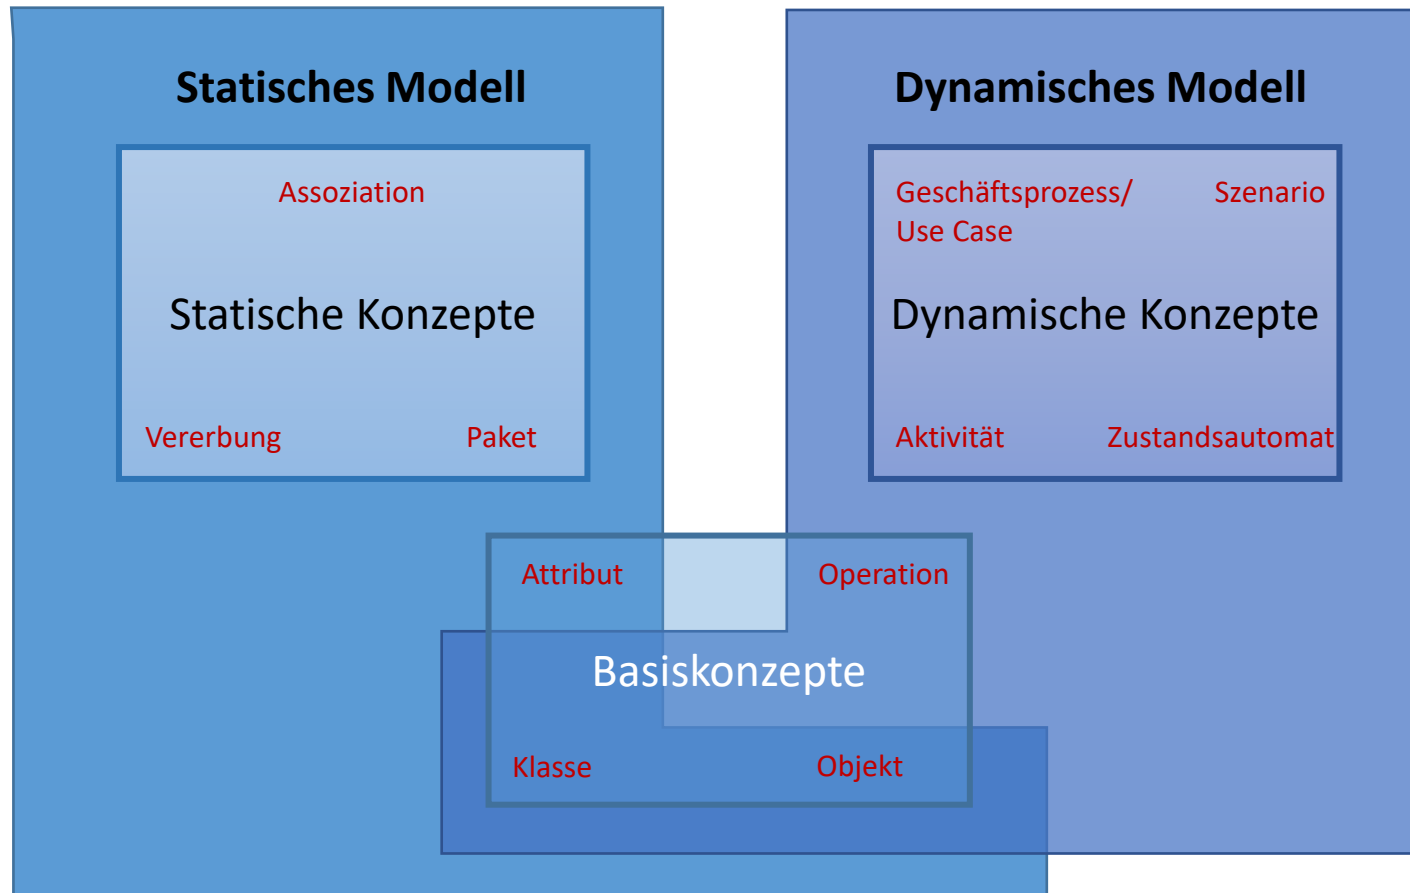 Statisches Modell
Dynamisches Modell
Assoziation
Geschäftsprozess/
Use Case
Szenario
Statische Konzepte
Dynamische Konzepte
Vererbung
Paket
Aktivität
Zustandsautomat
Attribut
Operation
Basiskonzepte
Klasse
Objekt